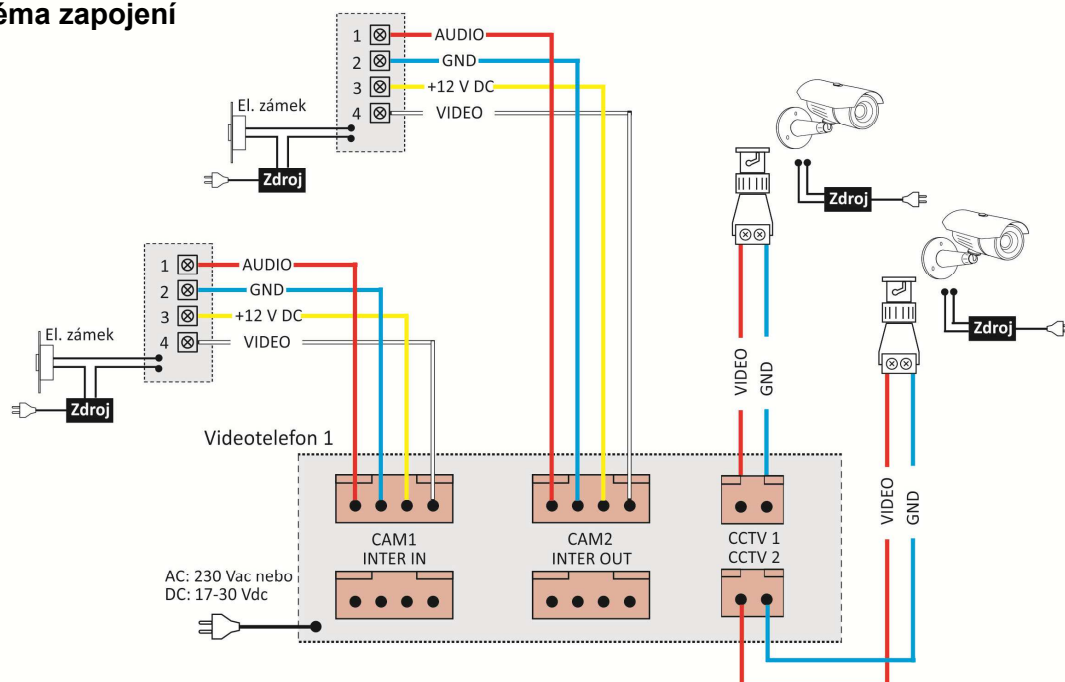 éma zapojení
1 AUDIO
2 GND
3 +12 V DC
4 VIDEO
El. zámek
Zdroj
Zdroj
Zdroj
1 AUDIO
2 GND
3 +12 V DC
4 VIDEO
El. zámek
Zdroj
VIDEO
GND
VIDEO
GND
Videotelefon 1
CAM1
INTER IN
CAM2
INTER OUT
CCTV 1
CCTV 2
AC: 230 Vac nebo
DC: 17-30 Vdc